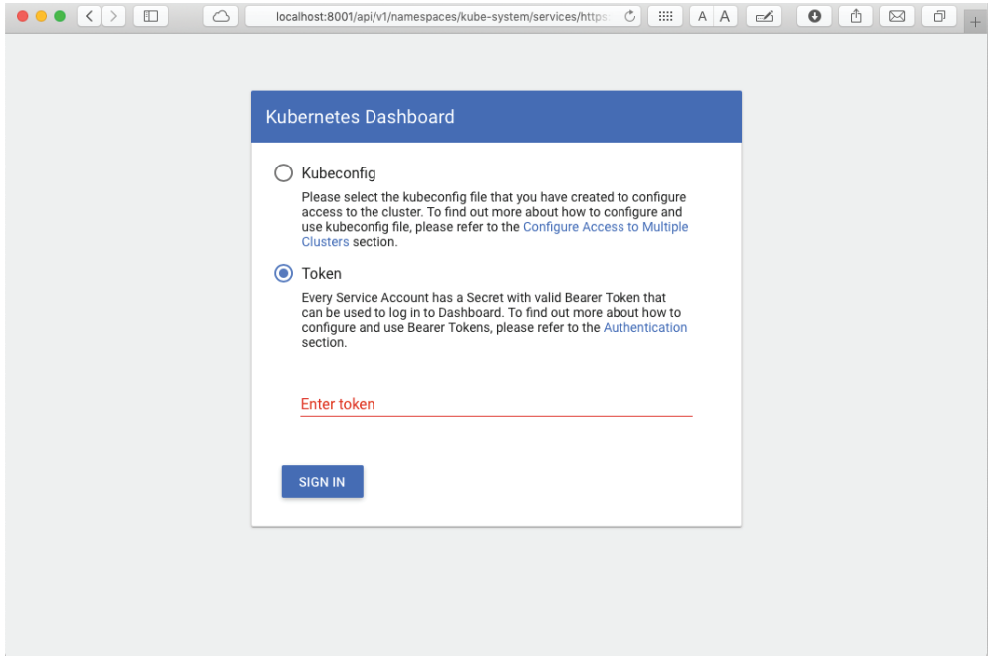 localhost:8001/api/v1/namespaces/kube-system/services/https:
A A
Kubernetes Dashboard
Kubeconfig
Please select the kubeconfig file that you have created to configure
access to the cluster. To find out more about how to configure and
use kubeconfig file, please refer to the Configure Access to Multiple
Clusters section.
Token
Every Service Account has a Secret with valid Bearer Token that
can be used to log in to Dashboard. To find out more about how to
configure and use Bearer Tokens, please refer to the Authentication
section.
Enter token
SIGN IN